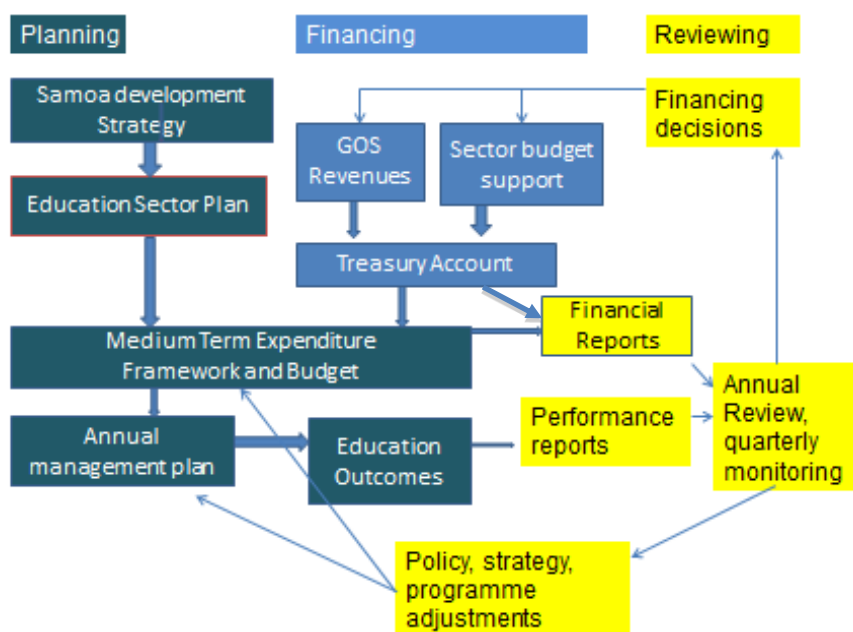 Planning
Financing
Reviewing
Samoa development
Strategy
Financing
decisions
GOS
Revenues
Sector budget
support
Education Sector Plan
Treasury Account
Financial
Reports
Medium Term Expenditure
Framework and Budget
Annual
Review,
quarterly
monitoring
Performance
reports
Annual
management plan
Education
Outcomes
Policy, strategy,
programme
adjustments